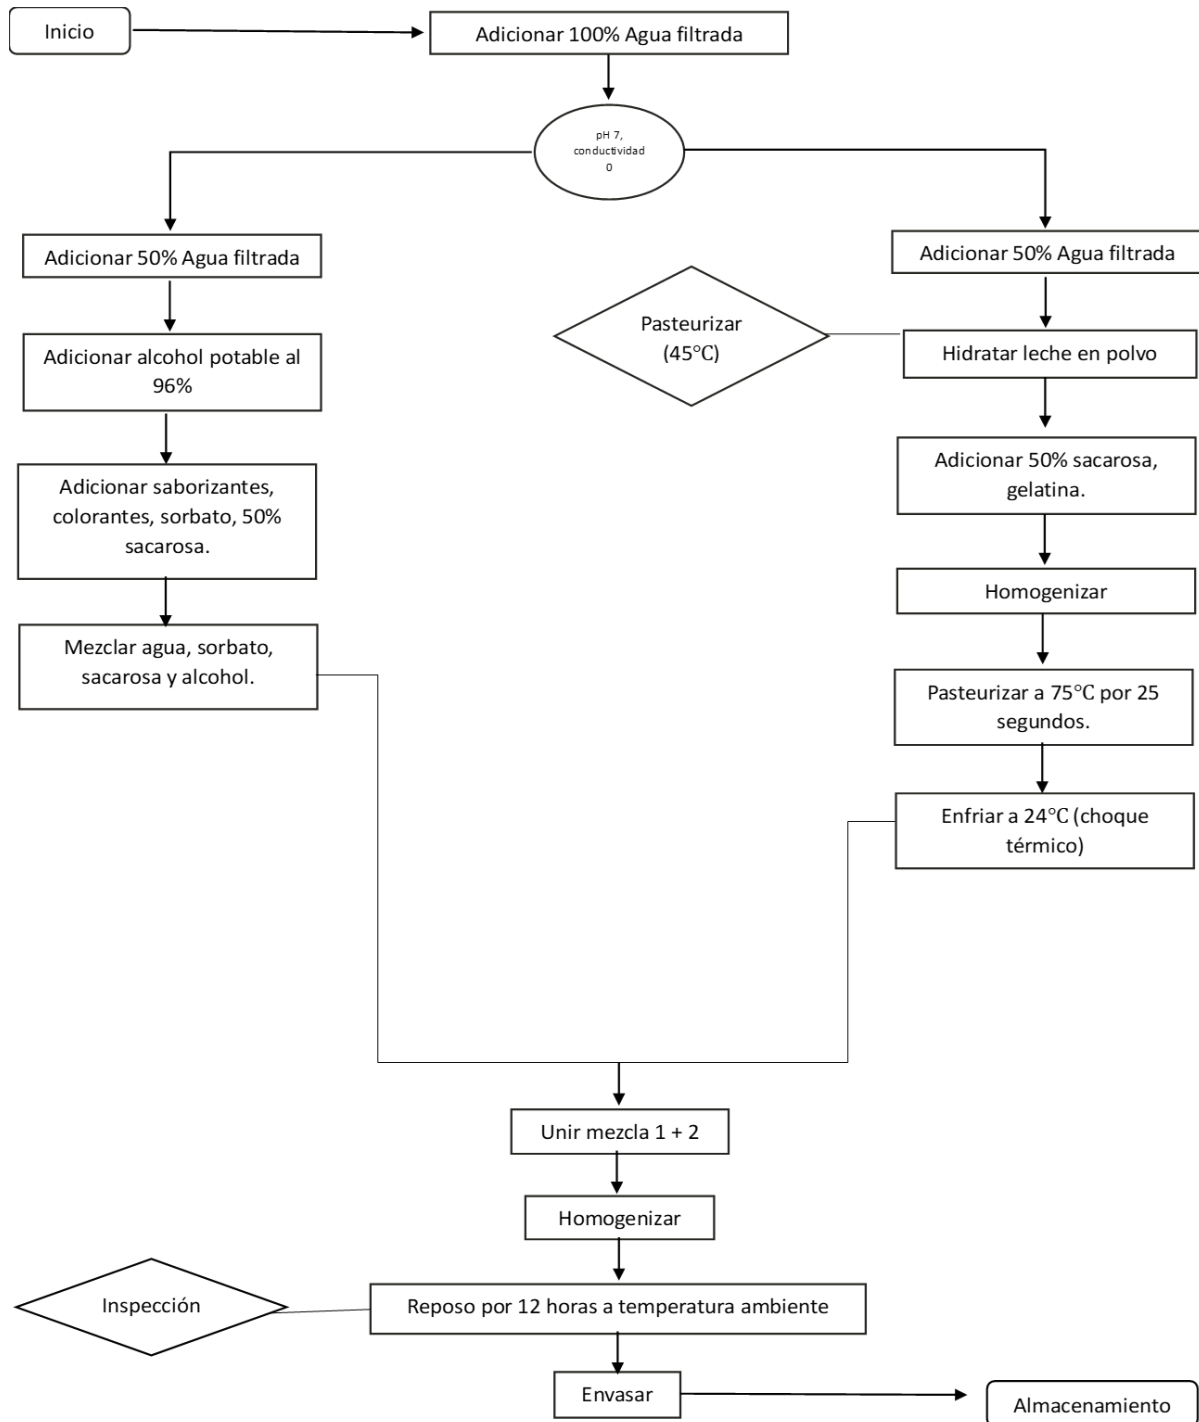 Inicio
Adicionar 100% Agua filtrada
pH 7,
conductividad
0
Adicionar 50% Agua filtrada
Adicionar alcohol potable al
96%
Adicionar saborizantes,
colorantes, sorbato, 50%
sacarosa.
Mezclar agua, sorbato,
sacarosa y alcohol.
Adicionar 50% Agua filtrada
Pasteurizar
(45°C)
Hidratar leche en polvo
Adicionar 50% sacarosa,
gelatina.
Homogenizar
Pasteurizar a 75°C por 25
segundos.
Enfriar a 24°C (choque
térmico)
Unir mezcla 1 + 2
Homogenizar
Inspección
Reposo por 12 horas a temperatura ambiente
Envasar
Almacenamiento